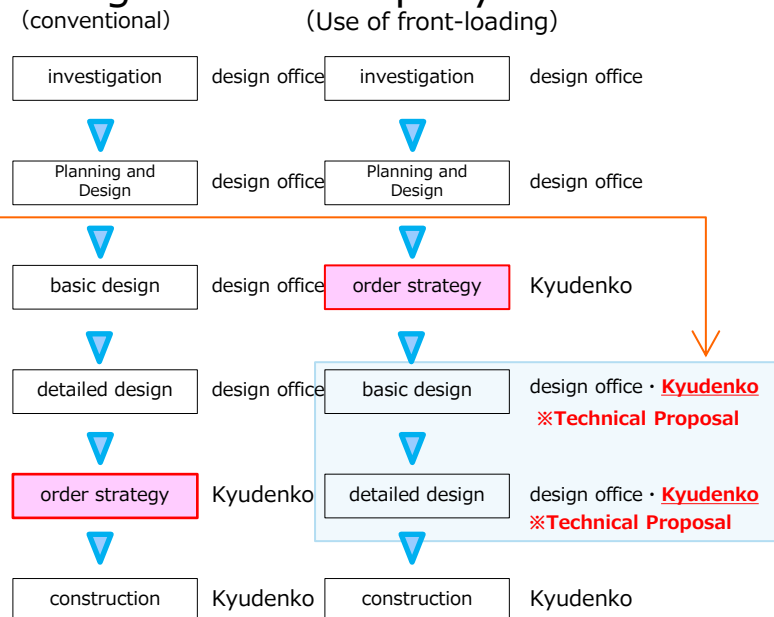 (conventional)
(Use of front-loading)
investigation design office investigation design office
Planning and
Design
design office
Planning and
Design
design office
basic design design office order strategy Kyudenko
detailed design design office basic design design office・Kyudenko
※Technical Proposal
order strategy Kyudenko detailed design design office・Kyudenko
※Technical Proposal
construction Kyudenko construction Kyudenko